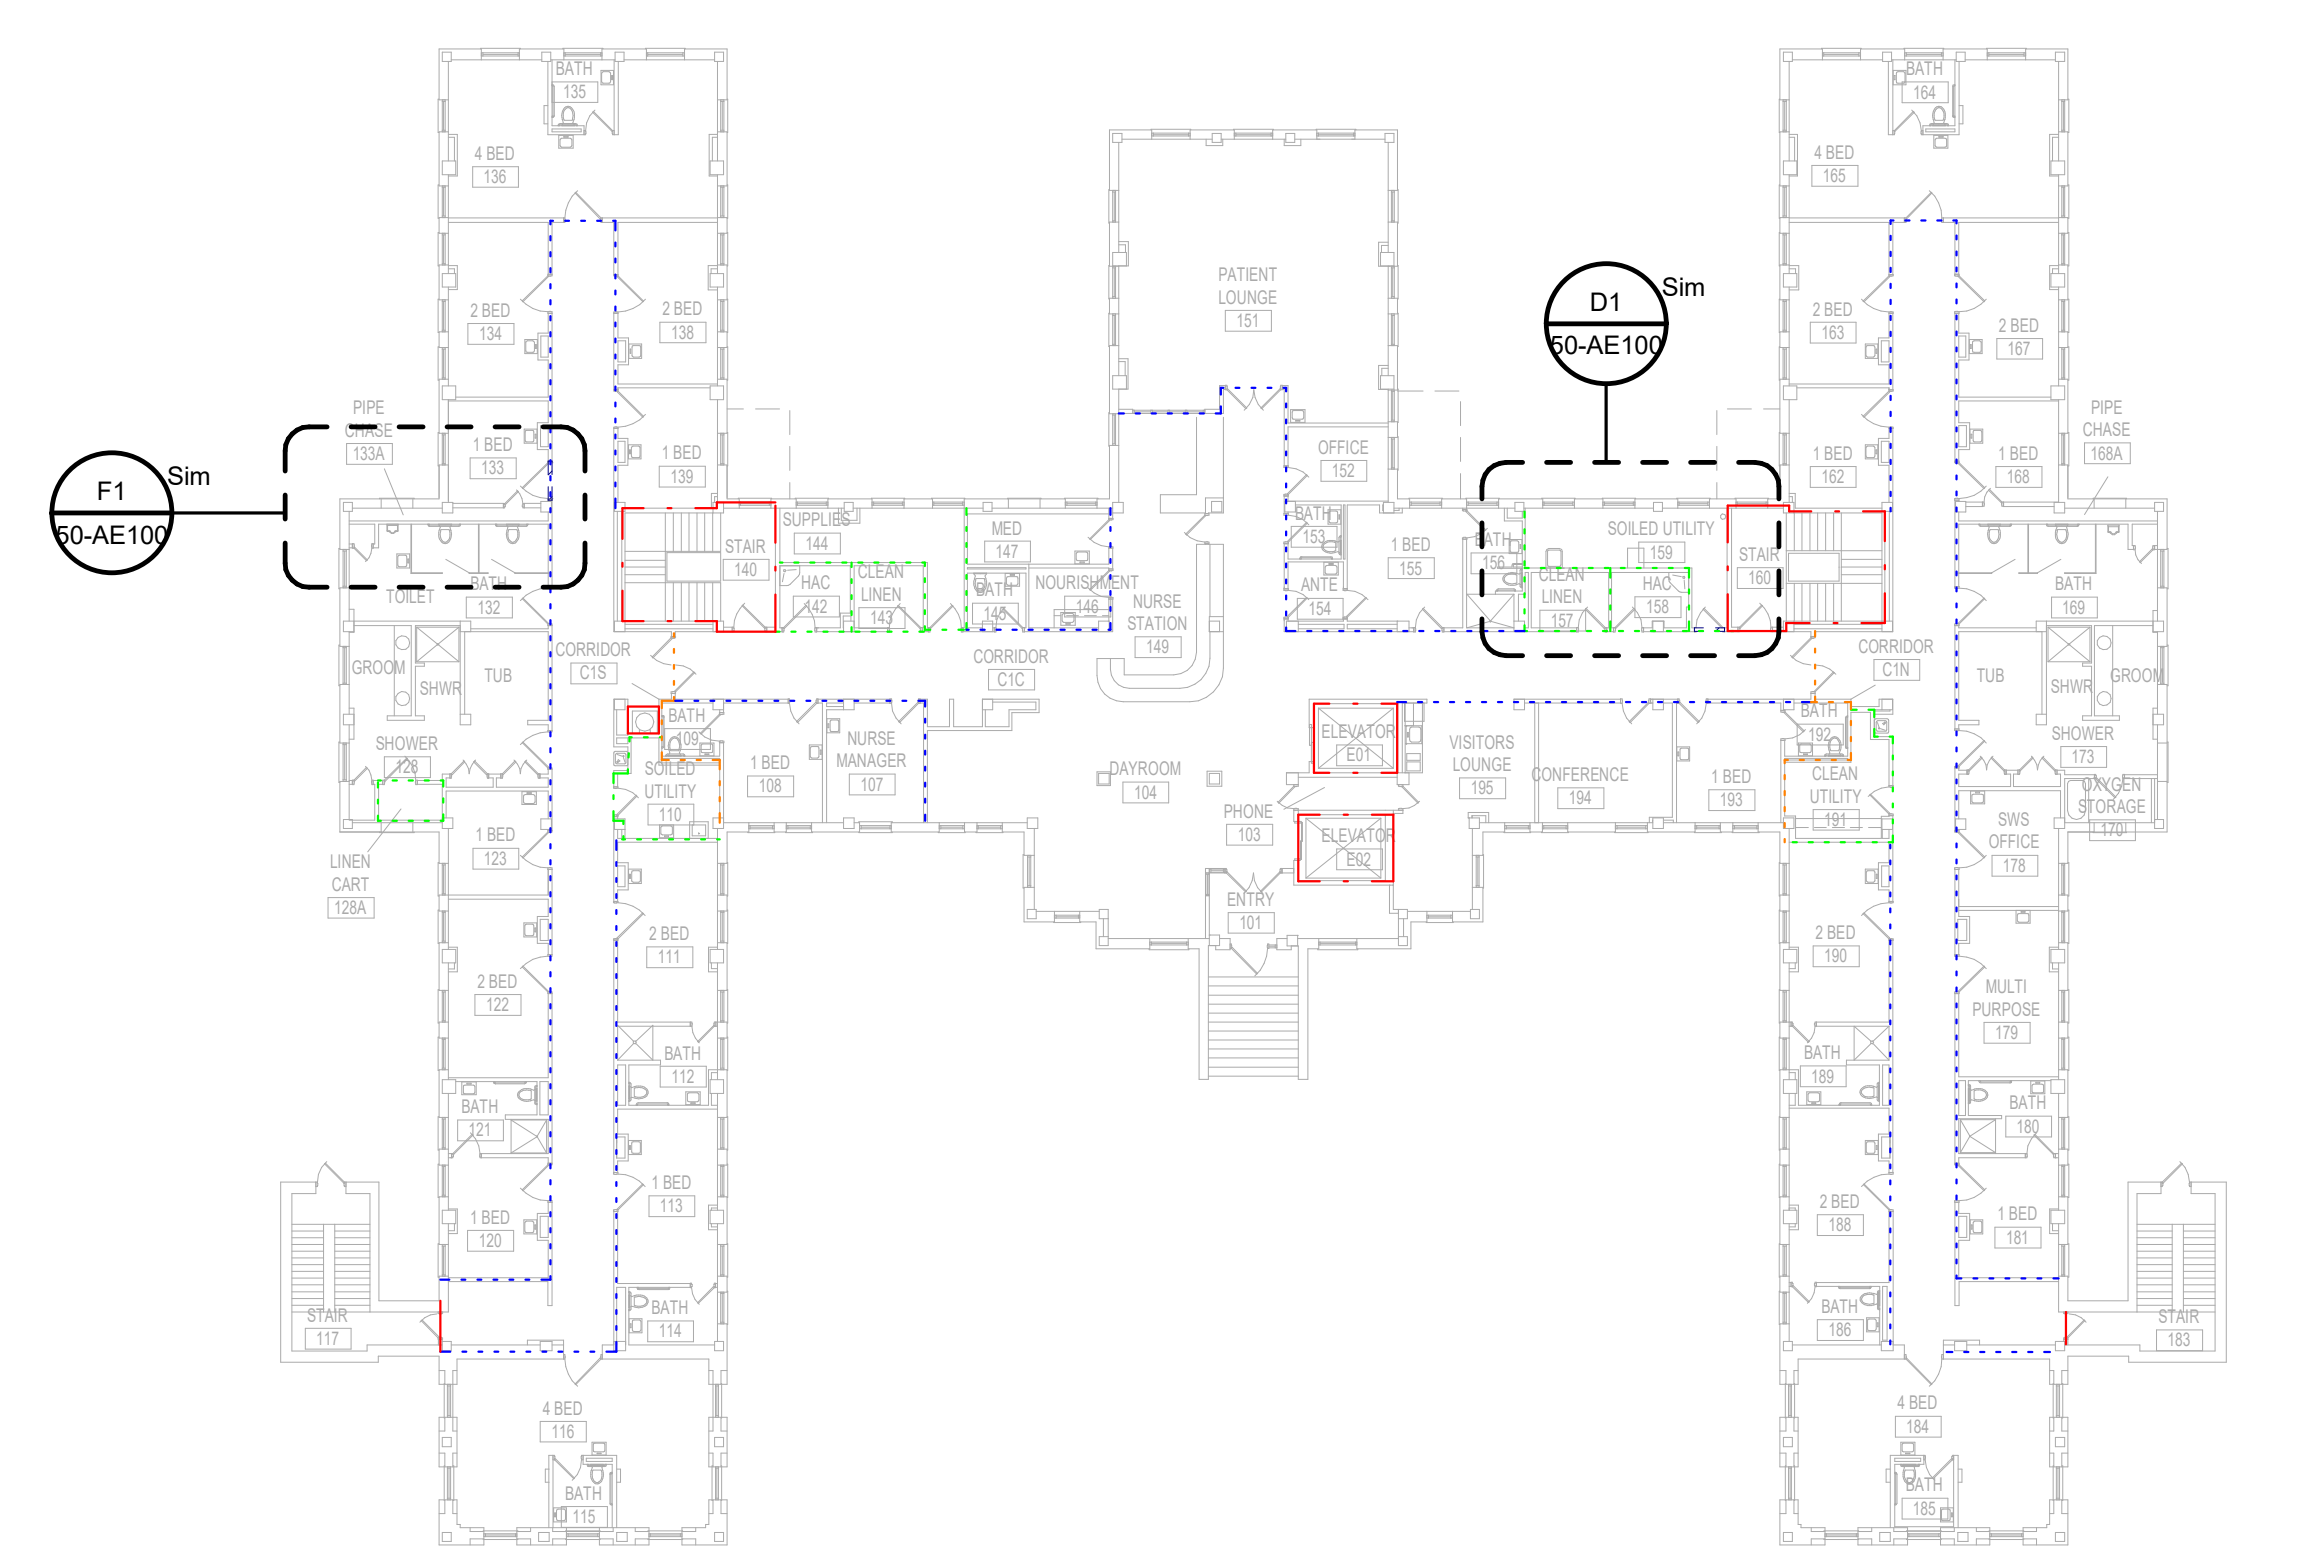 BATH
135
4 BED
136
2 BED
134
2 BED
138
PIPE
CHASE
133A
1 BED
133
1 BED
139
F1
50-AE100
Sim
SUPPLIES
144
STAIR
140
HAC
142
CLEAN
LINEN
143
MED
147
BATH
145
NOURISHMENT
146
NURSE
STATION
149
TOILET
BATH
132
GROOM
SHWR
TUB
CORRIDOR
C1S
CORRIDOR
C1C
SHOWER
128
BATH
109
SOILED
UTILITY
110
1 BED
108
NURSE
MANAGER
107
DAYROOM
104
LINEN
CART
128A
1 BED
123
2 BED
122
2 BED
111
BATH
112
BATH
121
1 BED
120
1 BED
113
STAIR
117
BATH
114
4 BED
116
BATH
115
PATIENT
LOUNGE
151
OFFICE
152
BATH
153
ANTE
154
1 BED
155
BATH
156
D1
50-AE100
Sim
SOILED UTILITY
159
CLEAN
LINEN
157
HAC
158
STAIR
160
ELEVATOR
E01
PHONE
103
ELEVATOR
E02
ENTRY
101
VISITORS
LOUNGE
195
CONFERENCE
194
1 BED
193
BATH
192
CLEAN
UTILITY
191
CORRIDOR
C1N
BATH
164
4 BED
165
2 BED
163
2 BED
167
1 BED
162
1 BED
168
PIPE
CHASE
168A
BATH
169
TUB
SHWR
GROOM
SHOWER
173
OXYGEN
STORAGE
170
SWS
OFFICE
178
2 BED
190
MULTI
PURPOSE
179
BATH
189
BATH
180
2 BED
188
1 BED
181
BATH
186
STAIR
183
4 BED
184
BATH
185